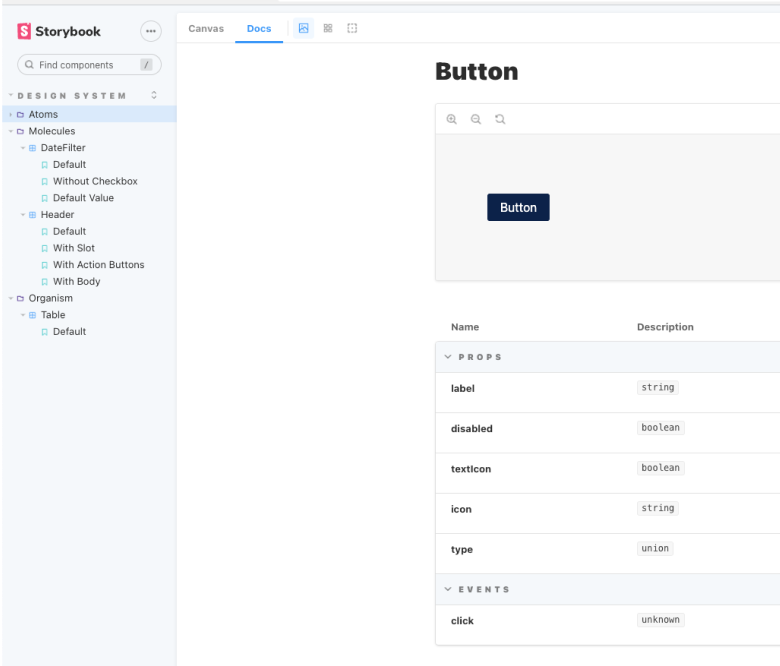 Storybook
Canvas Docs
Find components /
DESIGN SYSTEM
Atoms
Molecules
DateFilter
Default
Without Checkbox
Default Value
Header
Default
With Slot
With Action Buttons
With Body
Organism
Table
Default
Button
Button
Name Description
PROPS
label string
disabled boolean
textIcon boolean
icon string
type union
EVENTS
click unknown